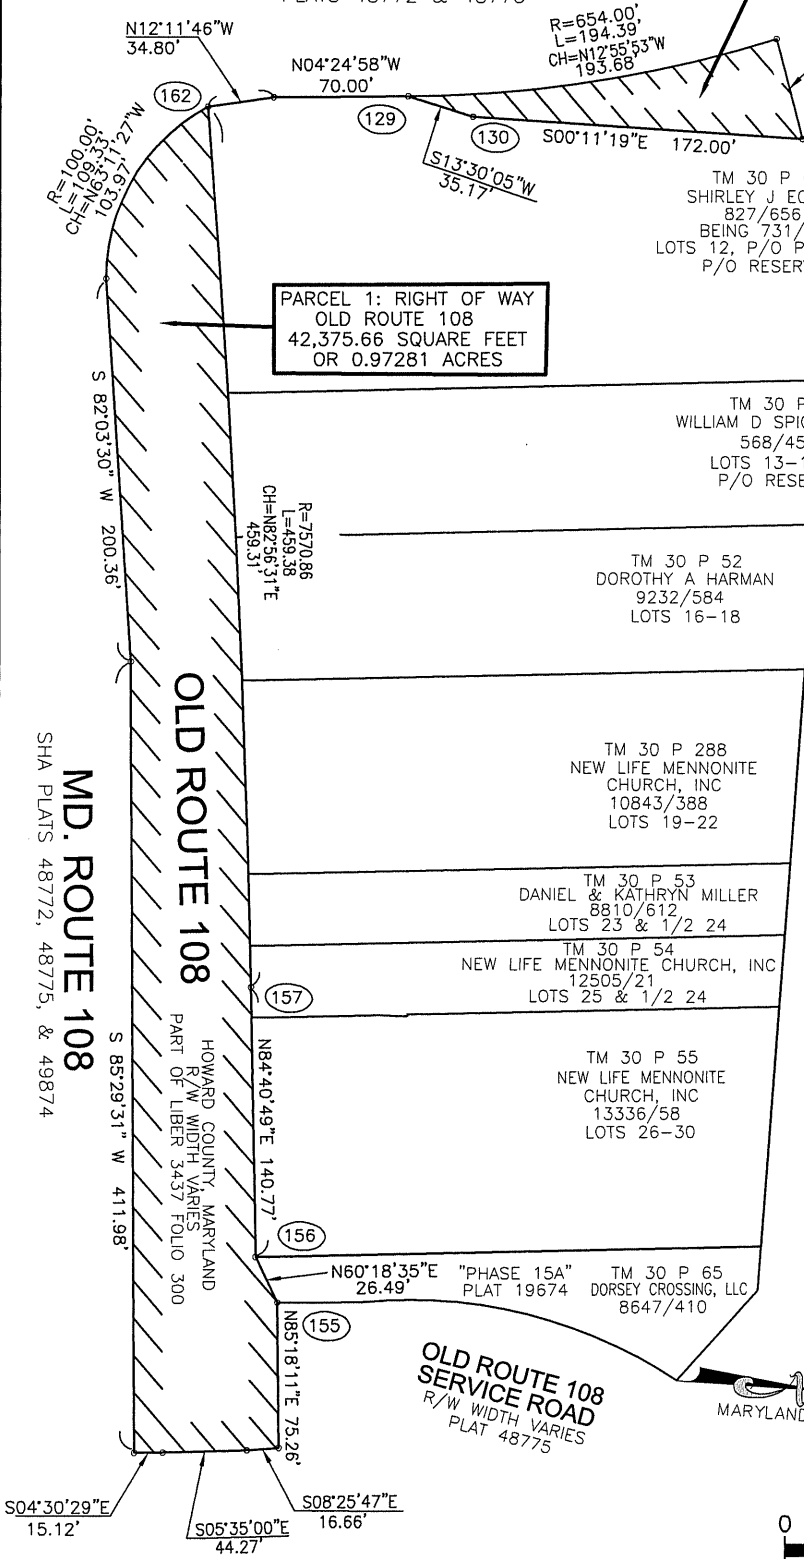 N12°11'46"W
34.80'
R=654.00'
L=194.39'
CH=N12°55'53"W
193.68'
N04°24'58"W
70.00'
162
129
130
S00°11'19"E 172.00'
S13°30'05"W
35.17'
R=100.00'
L=109.33'
CH=N63°11'27"W
103.97'
TM 30 P
SHIRLEY J
827/656
BEING 731/
LOTS 12, P/O
P/O
PARCEL 1: RIGHT OF WAY
OLD ROUTE 108
42,375.66 SQUARE FEET
OR 0.97281 ACRES
S 82°03'30" W 200.36'
TM 30
WILLIAM D
568/45
LOTS 13-
P/O
R=7570.86
L=459.38
CH=N82°56'31"E
459.31'
TM 30 P 52
DOROTHY A HARMAN
9232/584
LOTS 16-18
OLD ROUTE 108
MD. ROUTE 108
SHA PLATS 48772, 48775, & 49874
TM 30 P 288
NEW LIFE MENNONITE
CHURCH, INC
10843/388
LOTS 19-22
TM 30 P 53
DANIEL & KATHRYN MILLER
8810/612
LOTS 23 & 1/2 24
TM 30 P 54
NEW LIFE MENNONITE CHURCH, INC
12505/21
LOTS 25 & 1/2 24
157
HOWARD COUNTY, MARYLAND
R/W WIDTH VARIES
PART OF LIBER 3437 FOLIO 300
S 85°29'31" W 411.98'
N84°40'49"E 140.77'
TM 30 P 55
NEW LIFE MENNONITE
CHURCH, INC
13336/58
LOTS 26-30
156
N60°18'35"E
26.49'
"PHASE 15A"
PLAT 19674
TM 30 P 65
DORSEY CROSSING, LLC
8647/410
155
N85°18'11"E 75.26'
OLD ROUTE 108
SERVICE ROAD
R/W WIDTH VARIES
PLAT 48775
MARYLAND
S04°30'29"E
15.12'
S05°35'00"E
44.27'
S08°25'47"E
16.66'
0